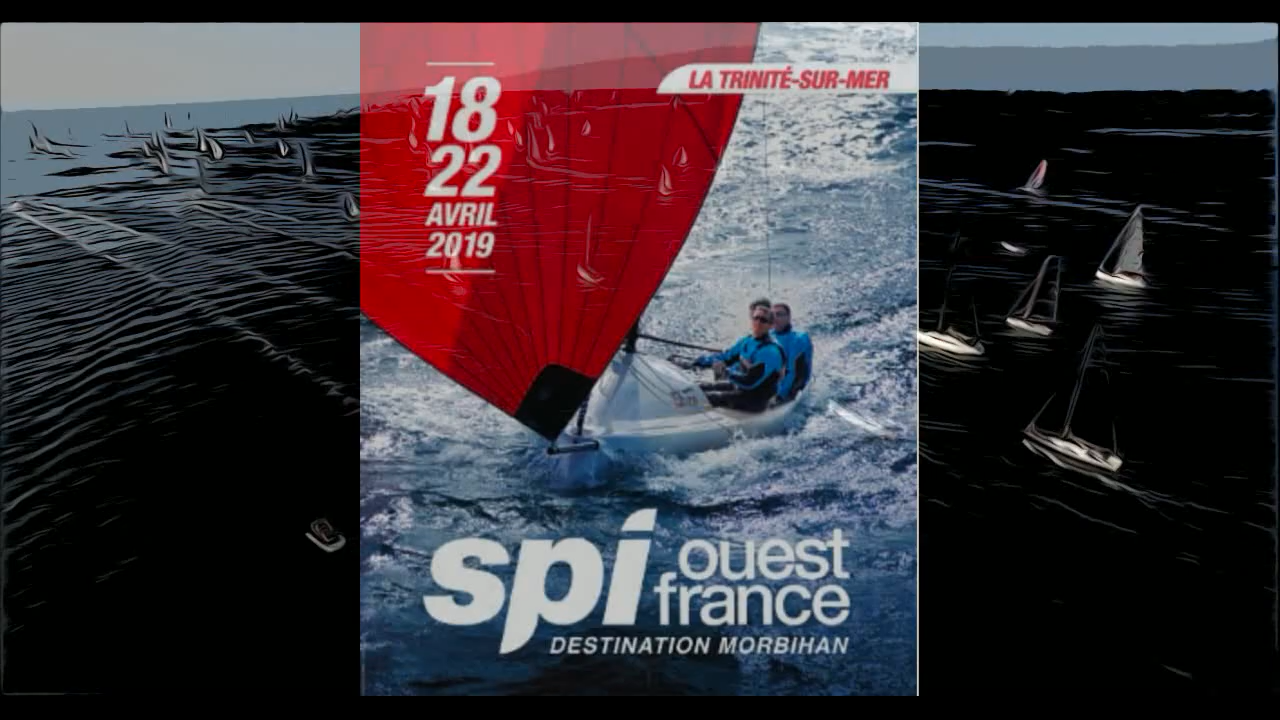 18
22
AVRIL
2019
LA TRINITÉ-SUR-MER
spi ouest
france
DESTINATION MORBIHAN